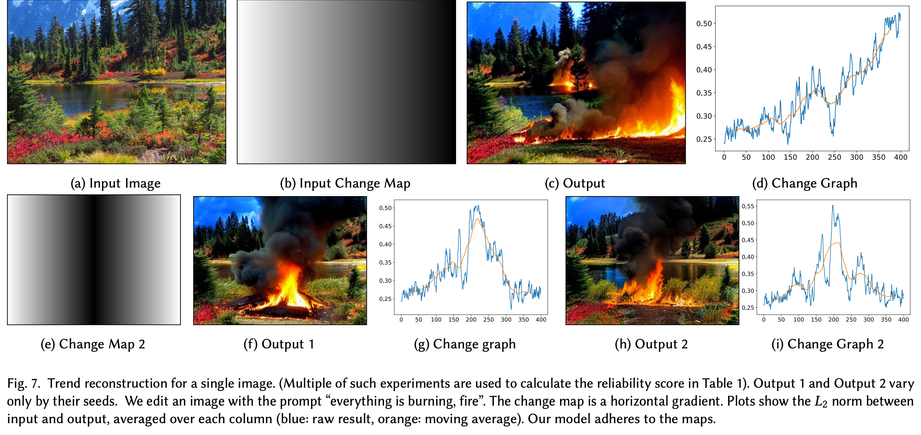 0.50
0.45
0.40
0.35
0.30
0.25
0 50 100 150 200 250 300 350 400
(a) Input Image
(b) Input Change Map
(c) Output
(d) Change Graph
0.50
0.45
0.40
0.35
0.30
0.25
0 50 100 150 200 250 300 350 400
0.55
0.50
0.45
0.40
0.35
0.30
0.25
0 50 100 150 200 250 300 350 400
(e) Change Map 2
(f) Output 1
(g) Change graph
(h) Output 2
(i) Change Graph 2
Fig. 7. Trend reconstruction for a single image. (Multiple of such experiments are used to calculate the reliability score in Table 1). Output 1 and Output 2 vary
only by their seeds. We edit an image with the prompt “everything is burning, fire”. The change map is a horizontal gradient. Plots show the L2 norm between
input and output, averaged over each column (blue: raw result, orange: moving average). Our model adheres to the maps.